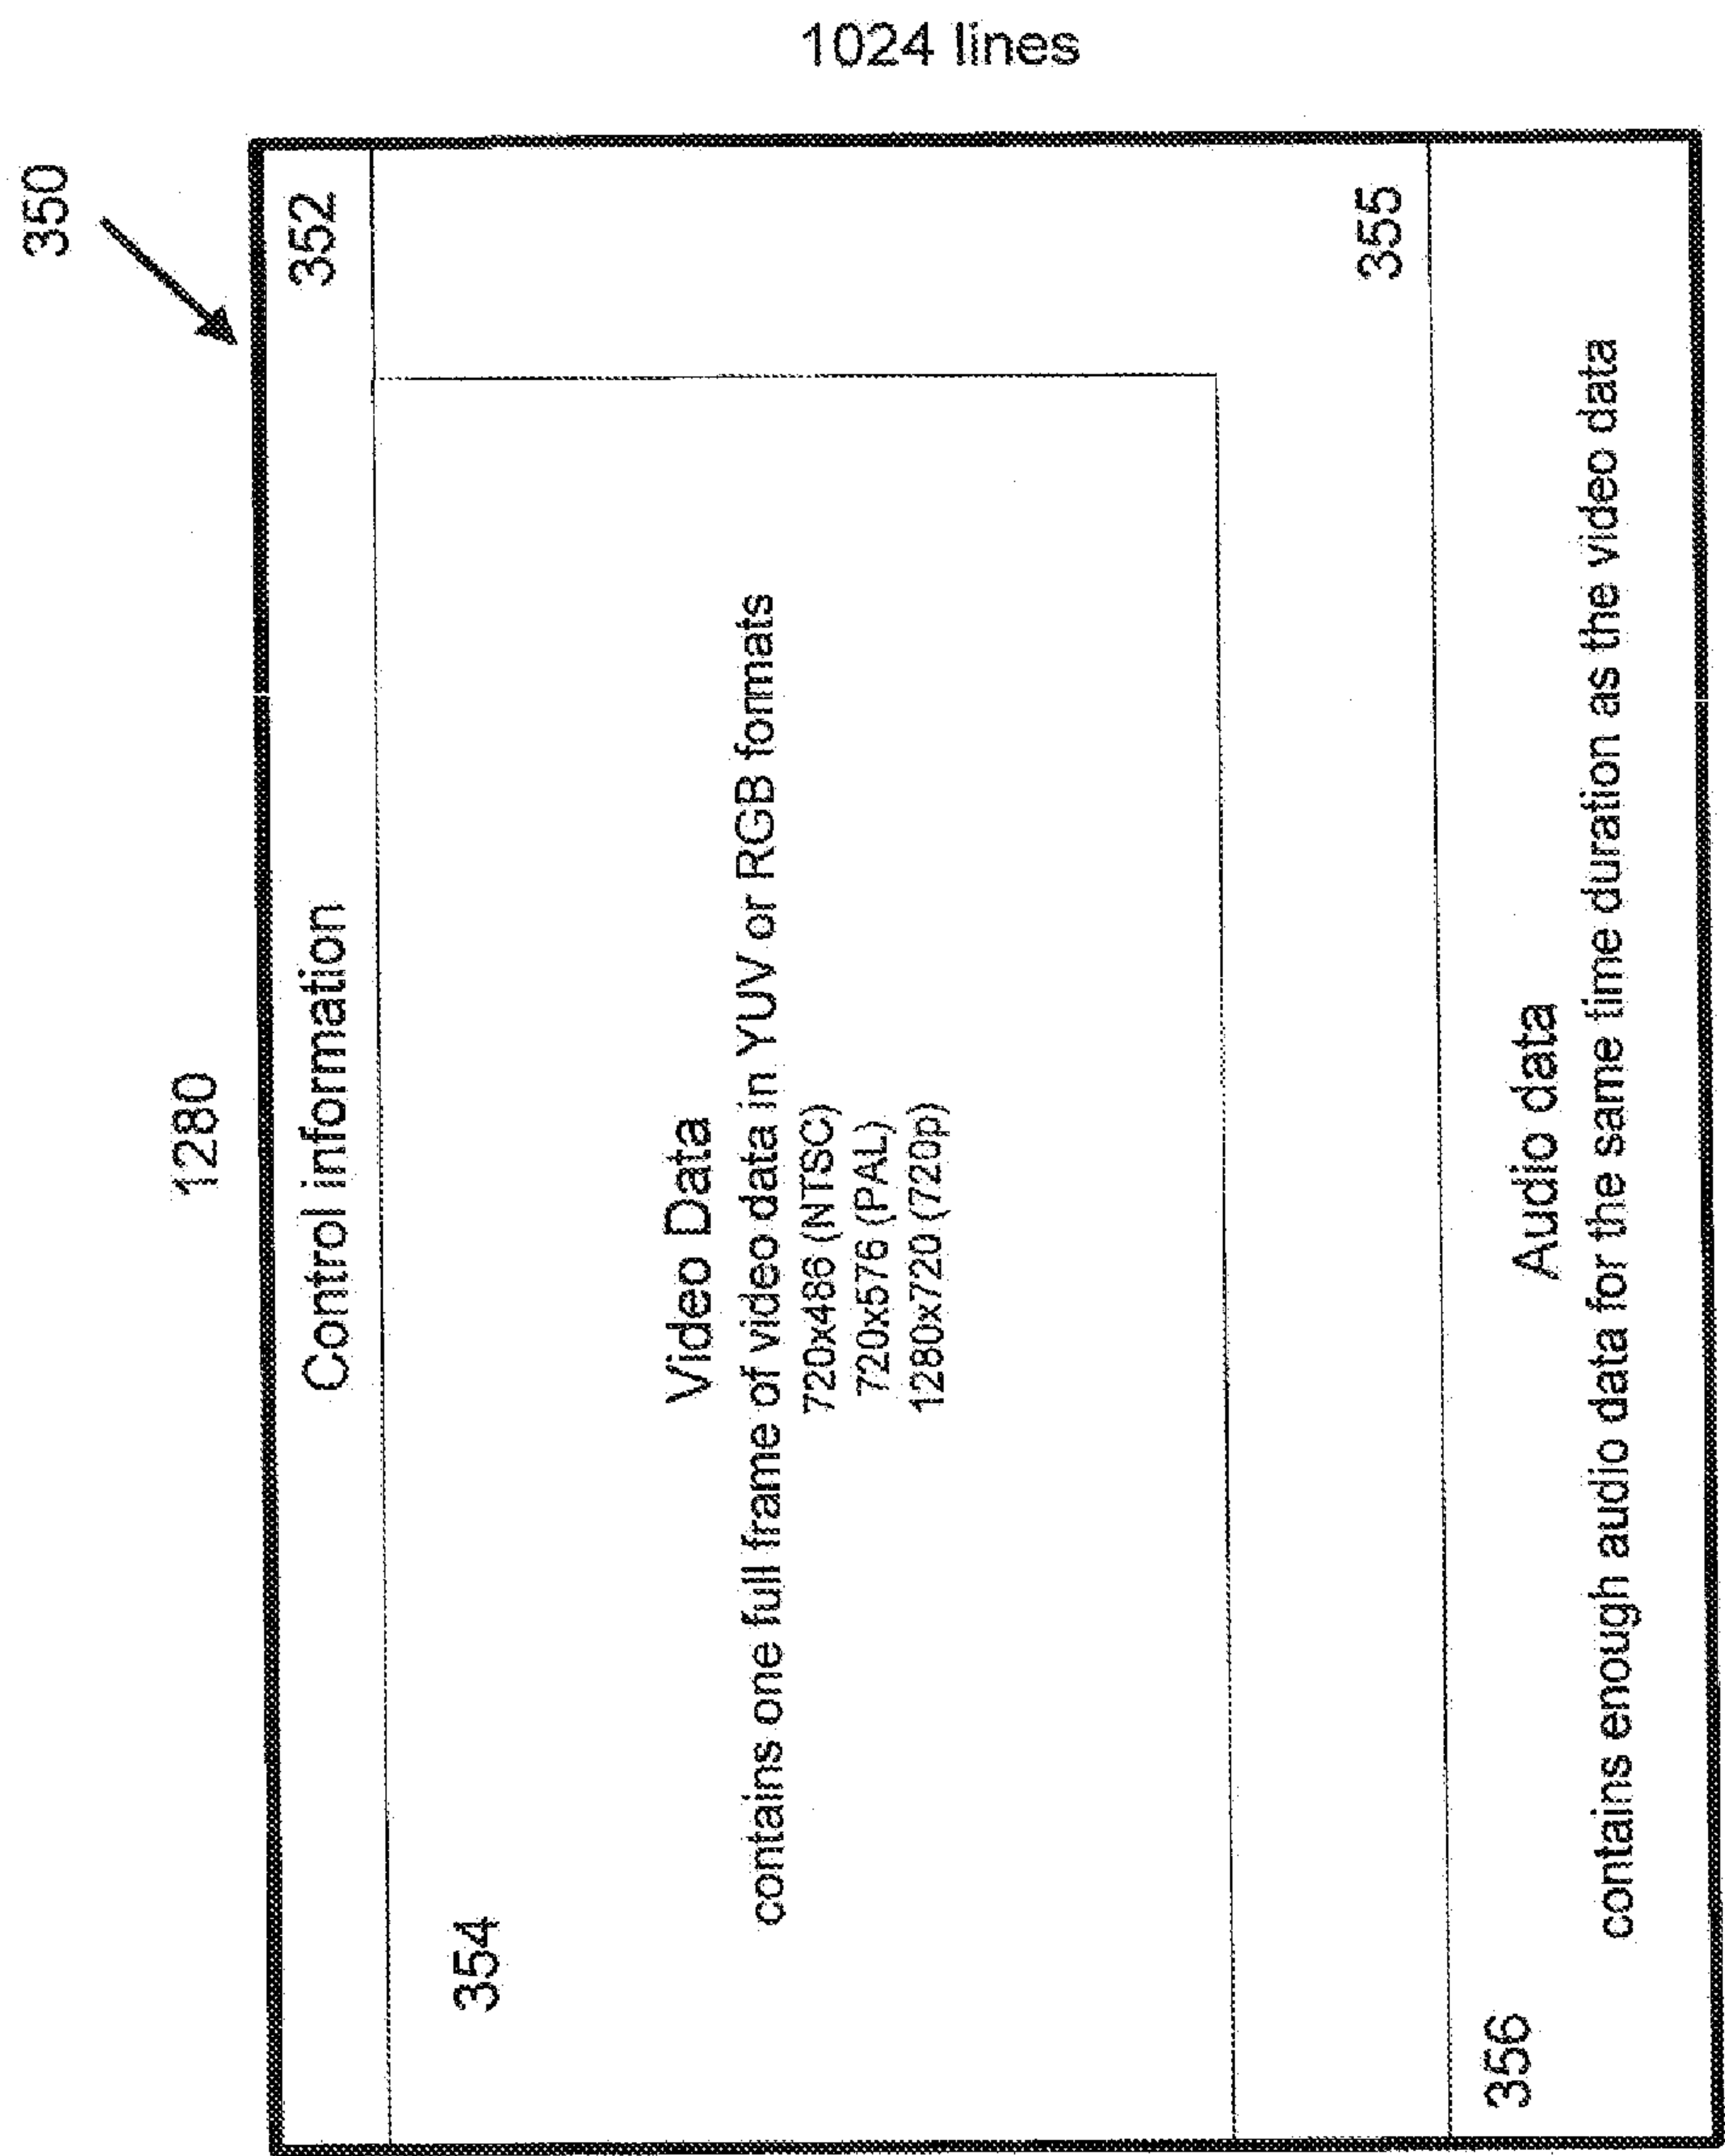 350
1280
1024 lines
Control information
352
354
Video Data
contains one full frame of video data in YUV or RGB formats
720x486 (NTSC)
720x576 (PAL)
1280x720 (720p)
355
356
Audio data
contains enough audio data for the same time duration as the video data